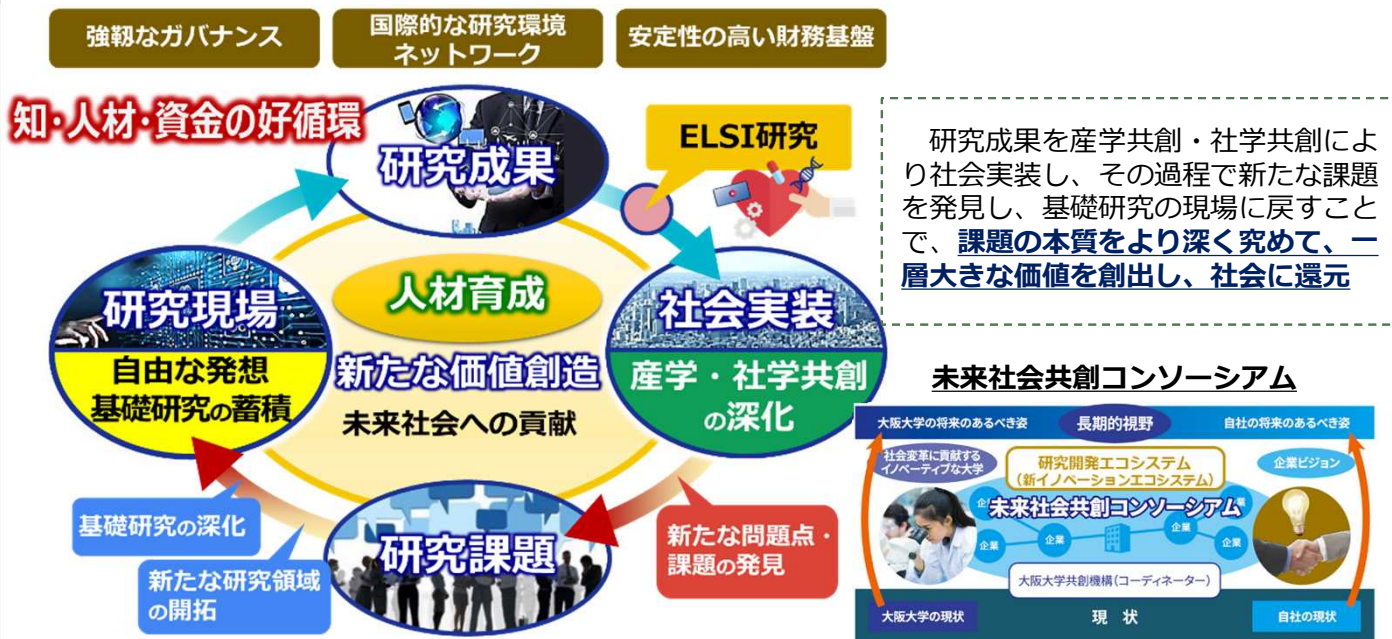 強靱なガバナンス
国際的な研究環境
ネットワーク
安定性の高い財務基盤
知・人材・資金の好循環
研究成果
ELSI研究
人材育成
研究現場
自由な発想
基礎研究の蓄積
新たな価値創造
未来社会への貢献
社会実装
産学・社学共創
の深化
基礎研究の深化
新たな研究領域
の開拓
研究課題
新たな問題点・
課題の発見
研究成果を産学共創・社学共創によ
り社会実装し、その過程で新たな課題
を発見し、基礎研究の現場に戻すこと
で、課題の本質をより深く究めて、一
層大きな価値を創出し、社会に還元
未来社会共創コンソーシアム
大阪大学の将来のあるべき姿
長期的視野
自社の将来のあるべき姿
社会変革に貢献する
イノベーティブな大学
研究開発エコシステム
(新イノベーションエコシステム)
企業ビジョン
未来社会共創コンソーシアム
企業
企業
企業
企業
大阪大学共創機構(コーディネーター)
大阪大学の現状
現 状
自社の現状